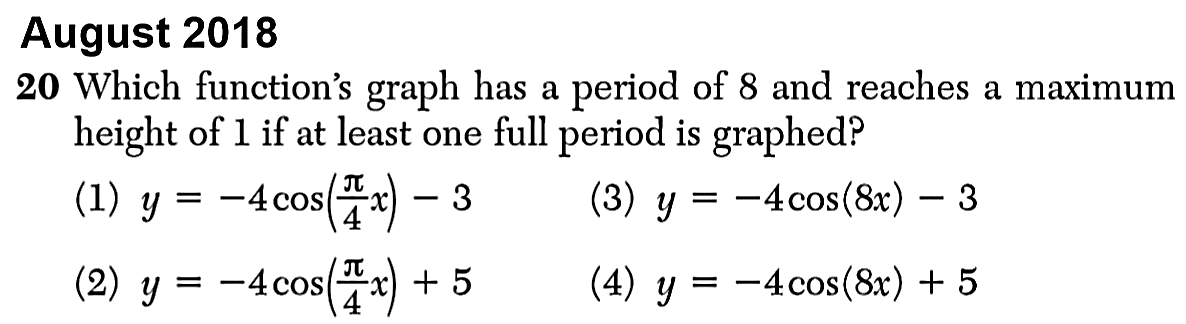 August 2018
20 Which function's graph has a period of 8 and reaches a maximum
height of 1 if at least one full period is graphed?
(1) y = −4cos(π/4 x) − 3 (3) y = −4cos(8x) − 3
(2) y = −4cos(π/4 x) + 5 (4) y = −4cos(8x) + 5